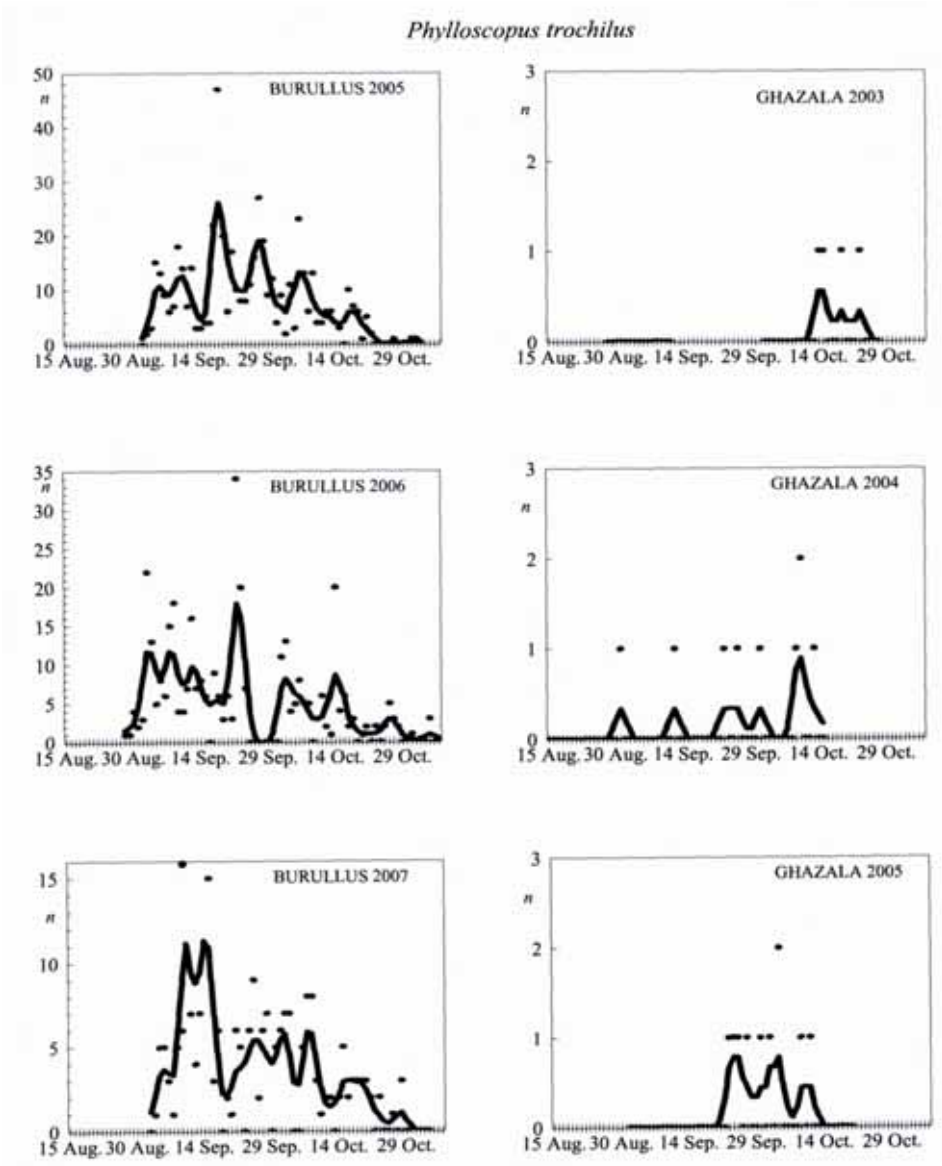 Phylloscopus trochilus
BURULLUS 2005
n
50
40
30
20
10
0
15 Aug. 30 Aug. 14 Sep. 29 Sep. 14 Oct. 29 Oct.
GHAZALA 2003
n
3
2
1
0
15 Aug. 30 Aug. 14 Sep. 29 Sep. 14 Oct. 29 Oct.
BURULLUS 2006
n
35
30
25
20
15
10
5
0
15 Aug. 30 Aug. 14 Sep. 29 Sep. 14 Oct. 29 Oct.
GHAZALA 2004
n
3
2
1
0
15 Aug. 30 Aug. 14 Sep. 29 Sep. 14 Oct. 29 Oct.
BURULLUS 2007
n
15
10
5
0
15 Aug. 30 Aug. 14 Sep. 29 Sep. 14 Oct. 29 Oct.
GHAZALA 2005
n
3
2
1
0
15 Aug. 30 Aug. 14 Sep. 29 Sep. 14 Oct. 29 Oct.